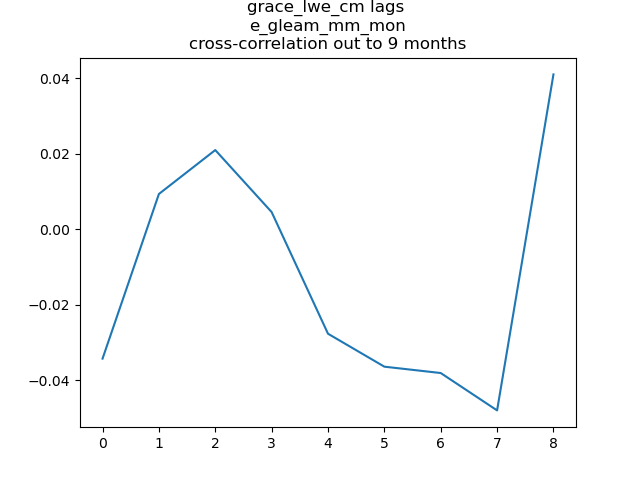 grace_lwe_cm lags
e_gleam_mm_mon
cross-correlation out to 9 months
0.04
0.02
0.00
−0.02
−0.04
0 1 2 3 4 5 6 7 8